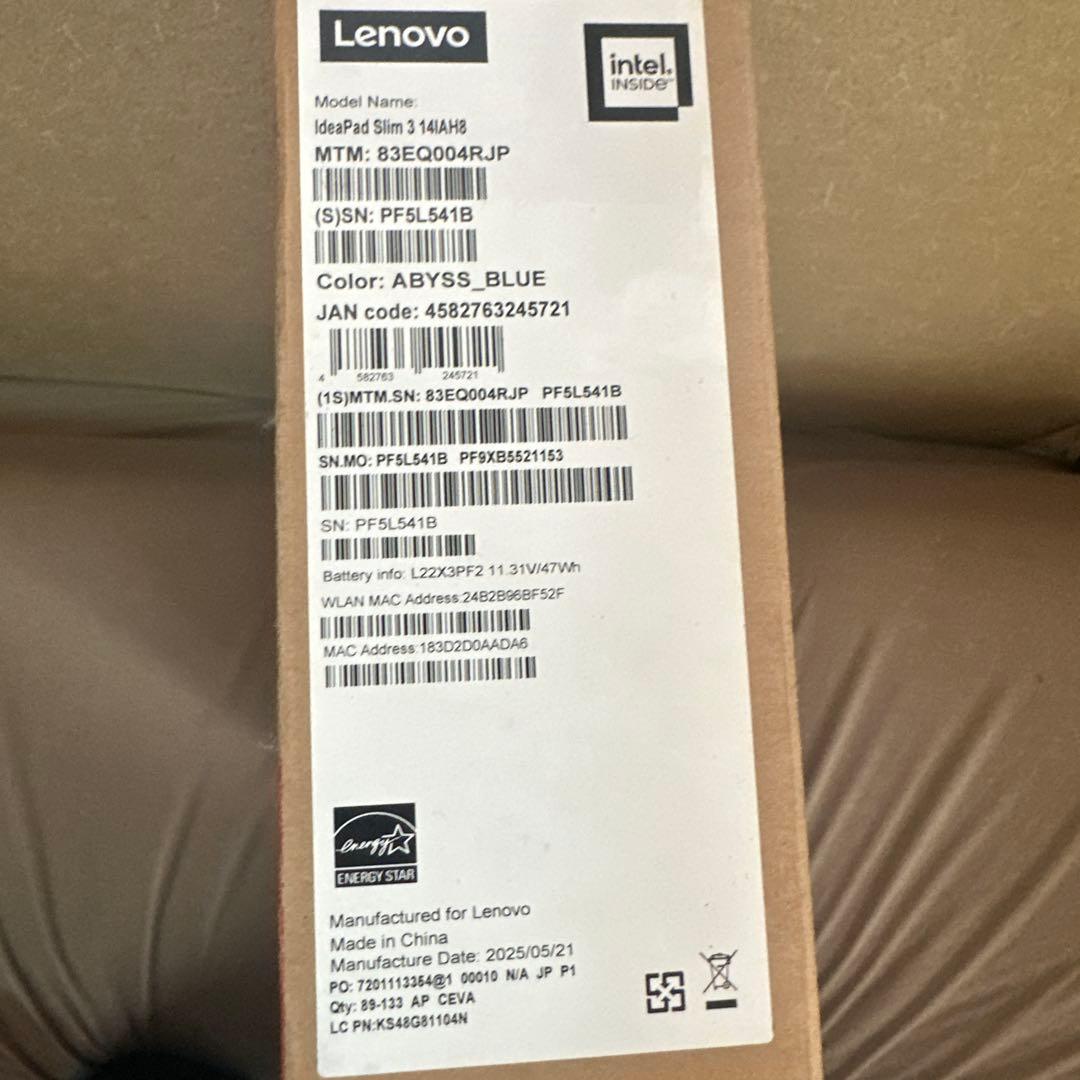 Lenovo
intel.
INSIDE™
Model Name:
IdeaPad Slim 3 14IAH8
MTM: 83EQ004RJP
(S)SN: PF5L541B
Color: ABYSS_BLUE
JAN code: 4582763245721
4 582763 245721
(1S)MTM.SN: 83EQ004RJP PF5L541B
SN.MO: PF5L541B PF9XB5521153
SN: PF5L541B
Battery info: L22X3PF2 11.31V/47Wh
WLAN MAC Address:24B2B96BF52F
MAC Address:183D2D0AADA6
energy
ENERGY STAR
Manufactured for Lenovo
Made in China
Manufacture Date: 2025/05/21
PO: 7201113354@1 00010 N/A JP P1
Qty: 89-133 AP CEVA
LC PN:KS48G81104N